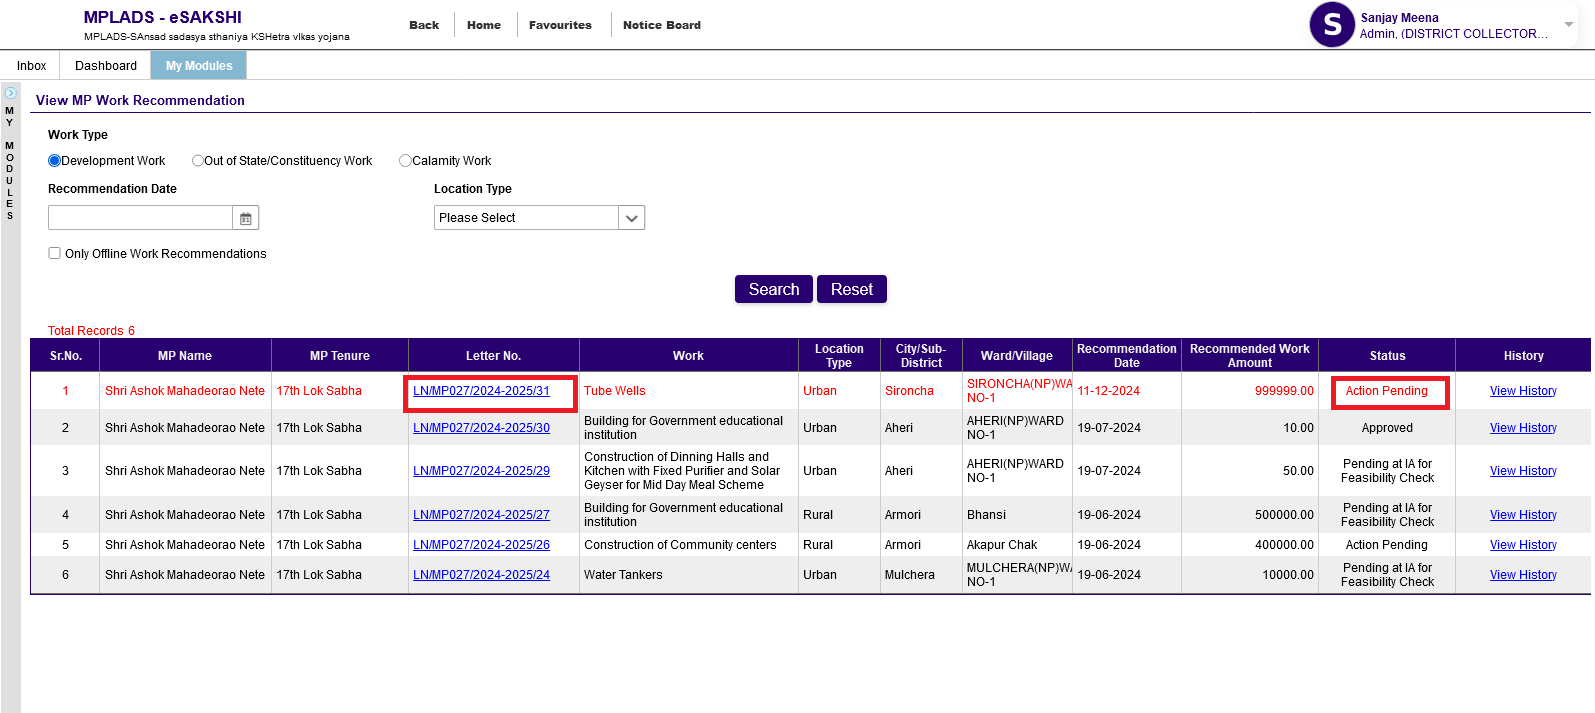 MPLADS - eSAKSHI
MPLADS-SAnsad sadasya sthaniya KSHetra vIkas yojana
Back Home Favourites Notice Board
S
Sanjay Meena
Admin, (DISTRICT COLLECTOR...
Inbox Dashboard My Modules
MY MODULES
View MP Work Recommendation
Work Type
Development Work Out of State/Constituency Work Calamity Work
Recommendation Date Location Type
Please Select
Only Offline Work Recommendations
Search Reset
Total Records 6
Sr.No. MP Name MP Tenure Letter No. Work Location Type City/Sub-District Ward/Village Recommendation Date Recommended Work Amount Status History
1 Shri Ashok Mahadeorao Nete 17th Lok Sabha LN/MP027/2024-2025/31 Tube Wells Urban Sironcha SIRONCHA(NP)WA NO-1 11-12-2024 999999.00 Action Pending View History
2 Shri Ashok Mahadeorao Nete 17th Lok Sabha LN/MP027/2024-2025/30 Building for Government educational institution Urban Aheri AHERI(NP)WARD NO-1 19-07-2024 10.00 Approved View History
3 Shri Ashok Mahadeorao Nete 17th Lok Sabha LN/MP027/2024-2025/29 Construction of Dinning Halls and Kitchen with Fixed Purifier and Solar Geyser for Mid Day Meal Scheme Urban Aheri AHERI(NP)WARD NO-1 19-07-2024 50.00 Pending at IA for Feasibility Check View History
4 Shri Ashok Mahadeorao Nete 17th Lok Sabha LN/MP027/2024-2025/27 Building for Government educational institution Rural Armori Bhansi 19-06-2024 500000.00 Pending at IA for Feasibility Check View History
5 Shri Ashok Mahadeorao Nete 17th Lok Sabha LN/MP027/2024-2025/26 Construction of Community centers Rural Armori Akapur Chak 19-06-2024 400000.00 Action Pending View History
6 Shri Ashok Mahadeorao Nete 17th Lok Sabha LN/MP027/2024-2025/24 Water Tankers Urban Mulchera MULCHERA(NP)WA NO-1 19-06-2024 10000.00 Pending at IA for Feasibility Check View History